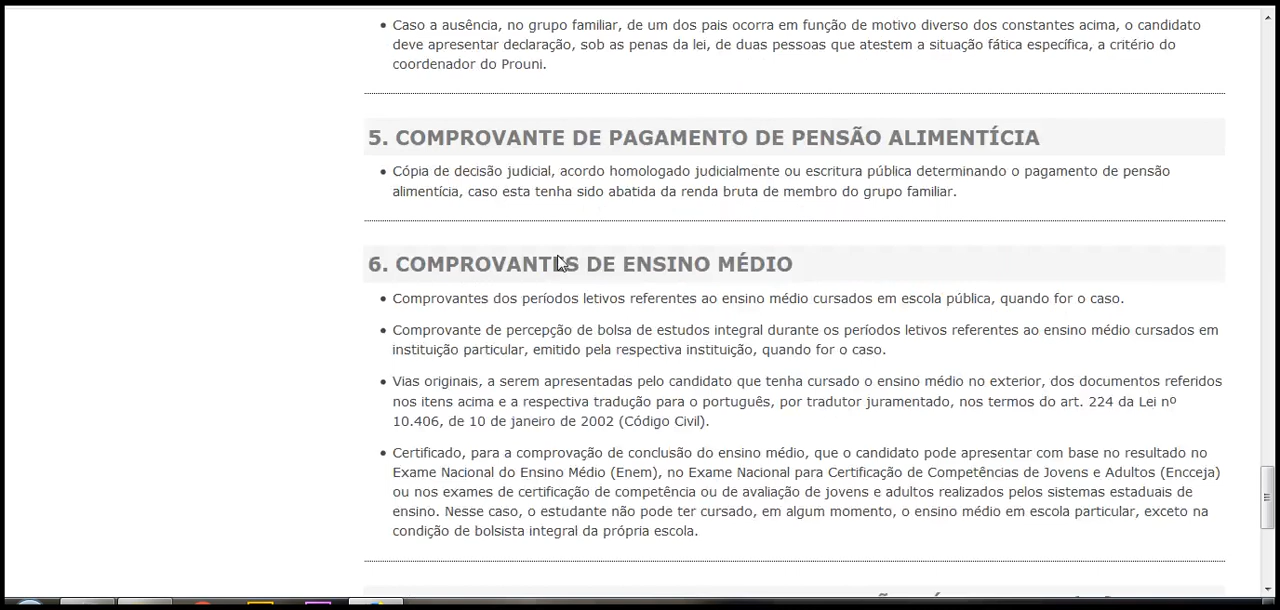 Caso a ausência, no grupo familiar, de um dos pais ocorra em função de motivo diverso dos constantes acima, o candidato
deve apresentar declaração, sob as penas da lei, de duas pessoas que atestem a situação fática específica, a critério do
coordenador do Prouni.
5. COMPROVANTE DE PAGAMENTO DE PENSÃO ALIMENTÍCIA
Cópia de decisão judicial, acordo homologado judicialmente ou escritura pública determinando o pagamento de pensão
alimentícia, caso esta tenha sido abatida da renda bruta de membro do grupo familiar.
6. COMPROVANTES DE ENSINO MÉDIO
Comprovantes dos períodos letivos referentes ao ensino médio cursados em escola pública, quando for o caso.
Comprovante de percepção de bolsa de estudos integral durante os períodos letivos referentes ao ensino médio cursados em
instituição particular, emitido pela respectiva instituição, quando for o caso.
Vias originais, a serem apresentadas pelo candidato que tenha cursado o ensino médio no exterior, dos documentos referidos
nos itens acima e a respectiva tradução para o português, por tradutor juramentado, nos termos do art. 224 da Lei nº
10.406, de 10 de janeiro de 2002 (Código Civil).
Certificado, para a comprovação de conclusão do ensino médio, que o candidato pode apresentar com base no resultado no
Exame Nacional do Ensino Médio (Enem), no Exame Nacional para Certificação de Competências de Jovens e Adultos (Encceja)
ou nos exames de certificação de competência ou de avaliação de jovens e adultos realizados pelos sistemas estaduais de
ensino. Nesse caso, o estudante não pode ter cursado, em algum momento, o ensino médio em escola particular, exceto na
condição de bolsista integral da própria escola.